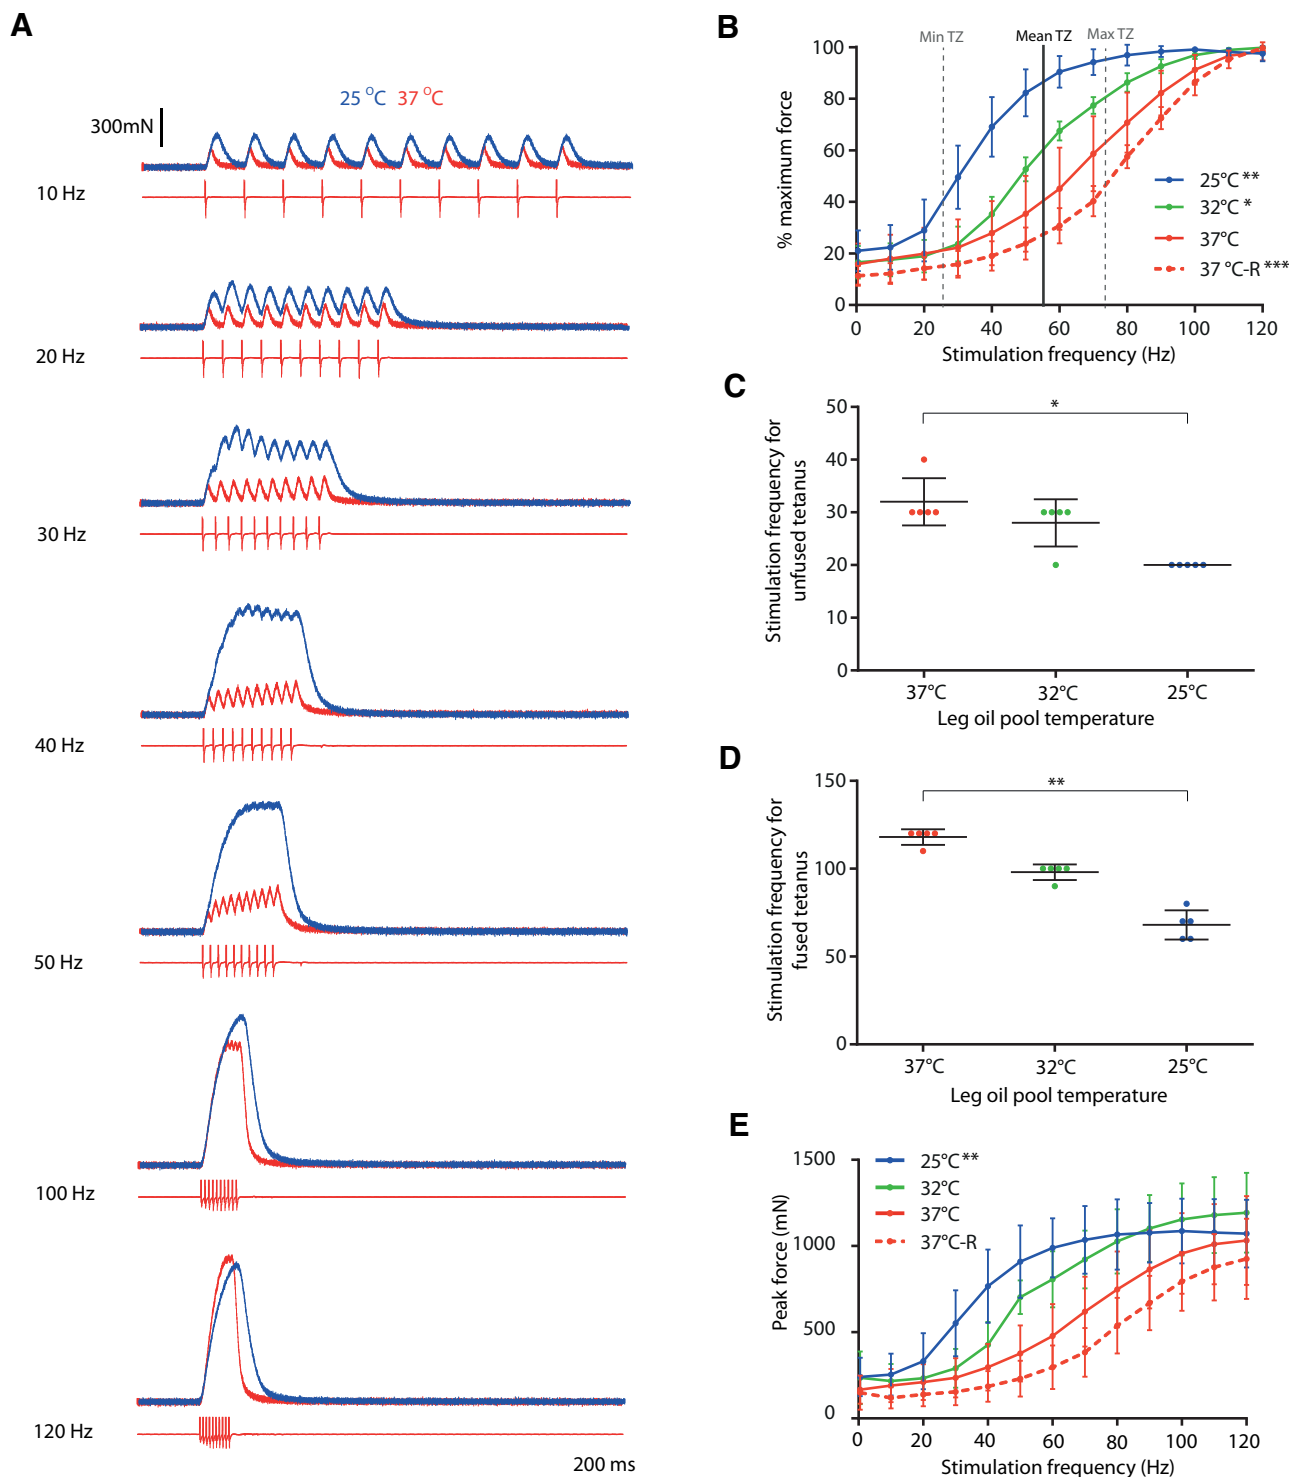 A
25 °C 37 °C
300mN
10 Hz
20 Hz
30 Hz
40 Hz
50 Hz
100 Hz
120 Hz
200 ms
B
Min TZ
Mean TZ
Max TZ
% maximum force
100
80
60
40
20
0
25°C **
32°C *
37°C
37 °C-R ***
0 20 40 60 80 100 120
Stimulation frequency (Hz)
C
Stimulation frequency for
unfused tetanus
50
40
30
20
10
0
*
37°C 32°C 25°C
Leg oil pool temperature
D
Stimulation frequency for
fused tetanus
150
100
50
0
**
37°C 32°C 25°C
Leg oil pool temperature
E
Peak force (mN)
1500
1000
500
0
25°C **
32°C
37°C
37°C-R
0 20 40 60 80 100 120
Stimulation frequency (Hz)